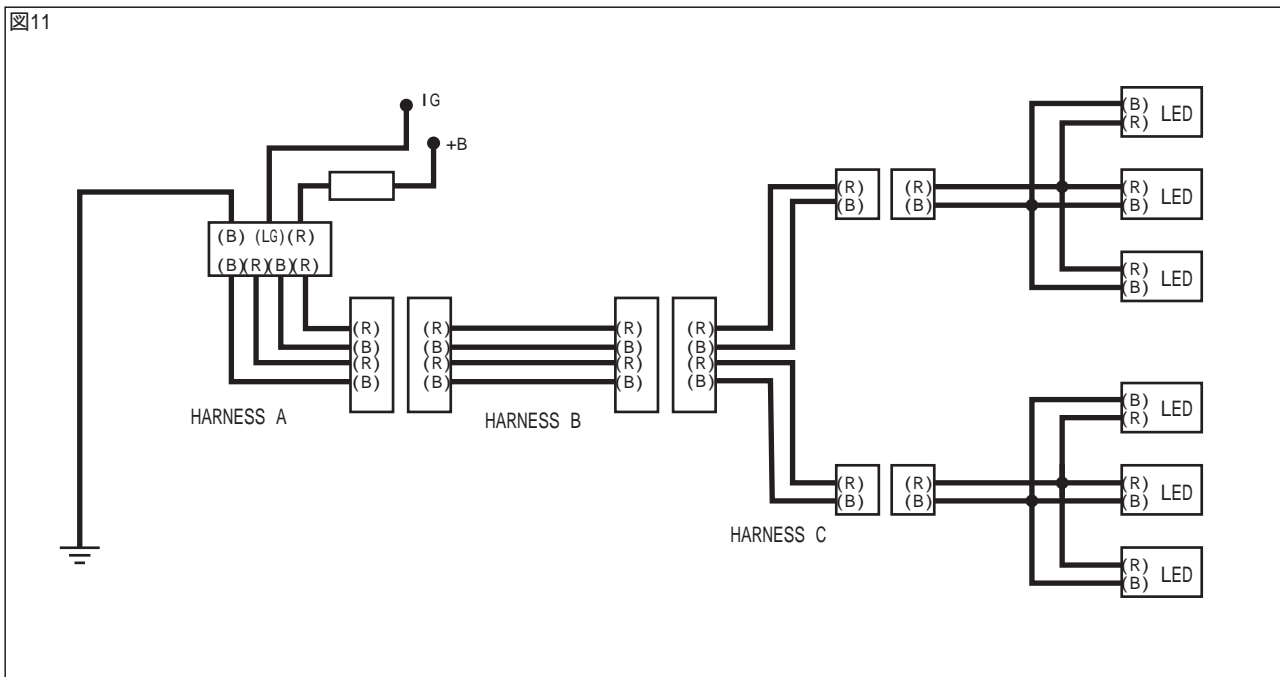 図11
IG
+B
(B) (LG)(R)
(B)(R)(B)(R)
(R)
(B)
(R)
(B)
HARNESS A
(R)
(B)
(R)
(B)
HARNESS B
(R)
(B)
(R)
(B)
(R)
(B)
(R)
(B)
HARNESS C
(R)
(B)
(R)
(B)
(B)
(R)
LED
(R)
(B)
LED
(R)
(B)
LED
(R)
(B)
(R)
(B)
(B)
(R)
LED
(R)
(B)
LED
(R)
(B)
LED